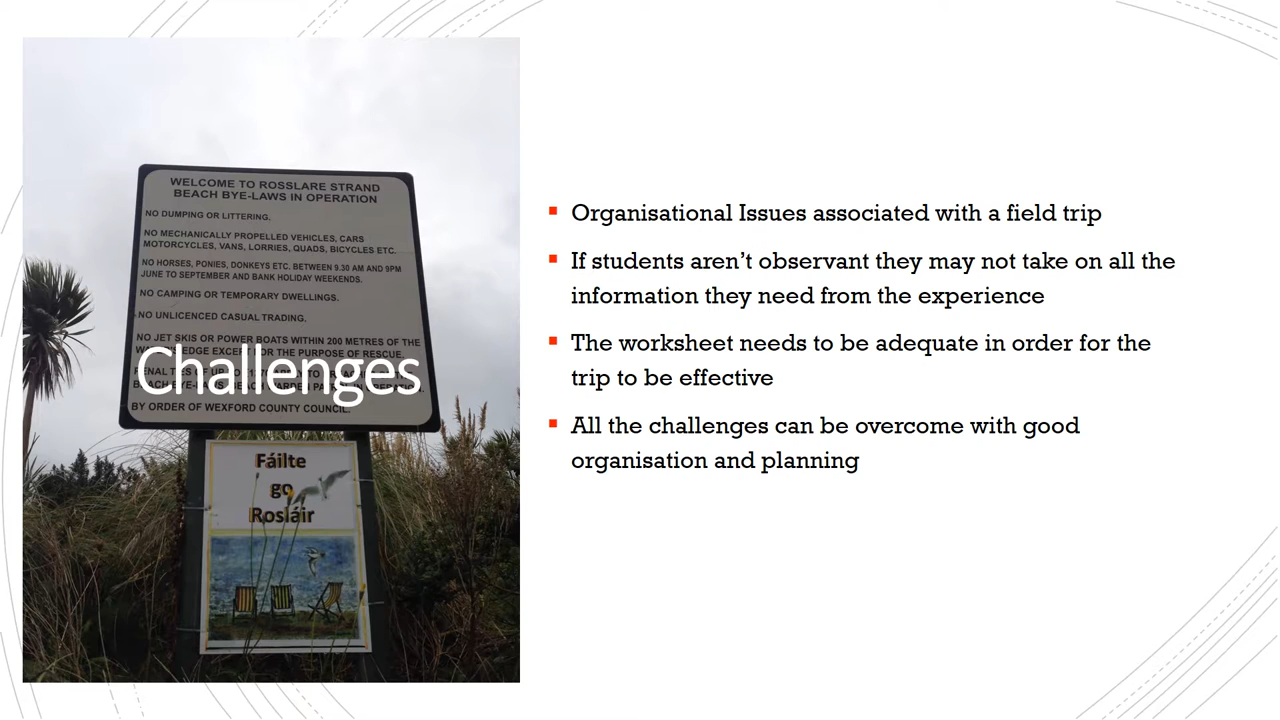 WELCOME TO ROSSLARE STRAND
BEACH BYE-LAWS IN OPERATION
NO DUMPING OR LITTERING.
NO MECHANICALLY PROPELLED VEHICLES, CARS
MOTORCYCLES, VANS, LORRIES, QUADS, BICYCLES ETC.
NO HORSES, PONIES, DONKEYS ETC. BETWEEN 9.30 AM AND 9PM
JUNE TO SEPTEMBER AND BANK HOLIDAY WEEKENDS.
NO CAMPING OR TEMPORARY DWELLINGS.
NO UNLICENCED CASUAL TRADING.
NO JET SKIS OR POWER BOATS WITHIN 200 METRES OF THE
EDGE THE PURPOSE OF RESCUE.
Challenges
BY ORDER OF WEXFORD COUNTY COUNCIL.
Fáilte
go
Rosláir
Organisational Issues associated with a field trip
If students aren't observant they may not take on all the
information they need from the experience
The worksheet needs to be adequate in order for the
trip to be effective
All the challenges can be overcome with good
organisation and planning